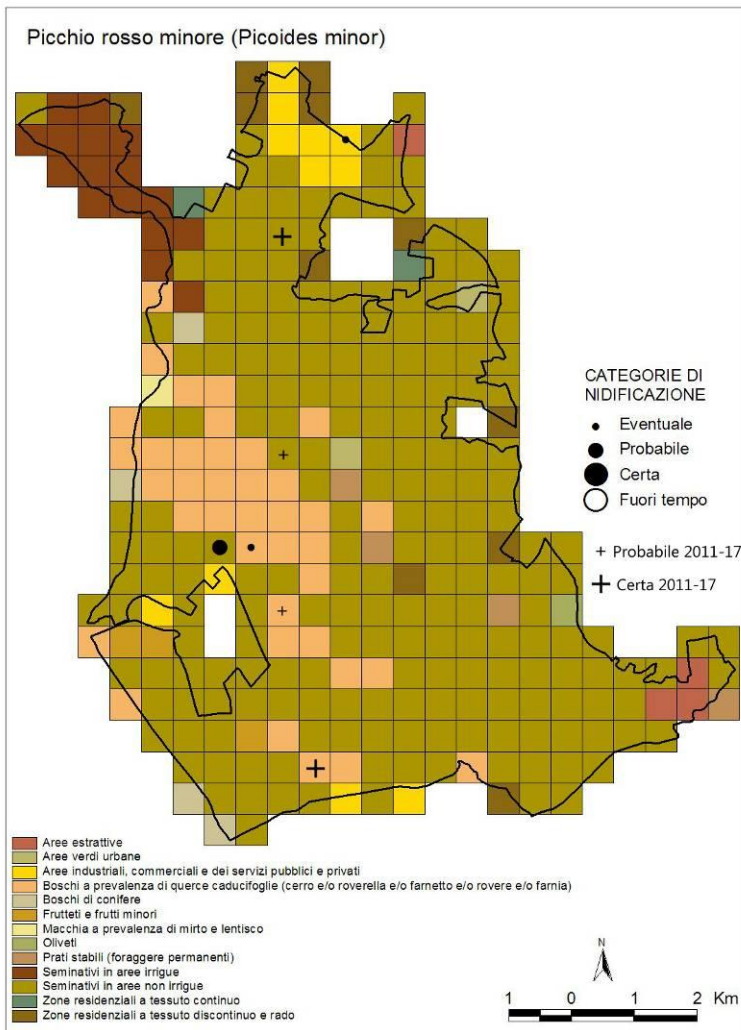 Picchio rosso minore (Picoides minor)
CATEGORIE DI
NIDIFICAZIONE
Eventuale
Probabile
Certa
Fuori tempo
Probabile 2011-17
Certa 2011-17
Aree estrattive
Aree verdi urbane
Aree industriali, commerciali e dei servizi pubblici e privati
Boschi a prevalenza di querce caducifoglie (cerro e/o roverella e/o farnetto e/o rovere e/o farnia)
Boschi di conifere
Frutteti e frutti minori
Macchia a prevalenza di mirto e lentisco
Oliveti
Prati stabili (foraggere permanenti)
Seminativi in aree irrigue
Seminativi in aree non irrigue
Zone residenziali a tessuto continuo
Zone residenziali a tessuto discontinuo e rado
N
1 0 1 2 Km